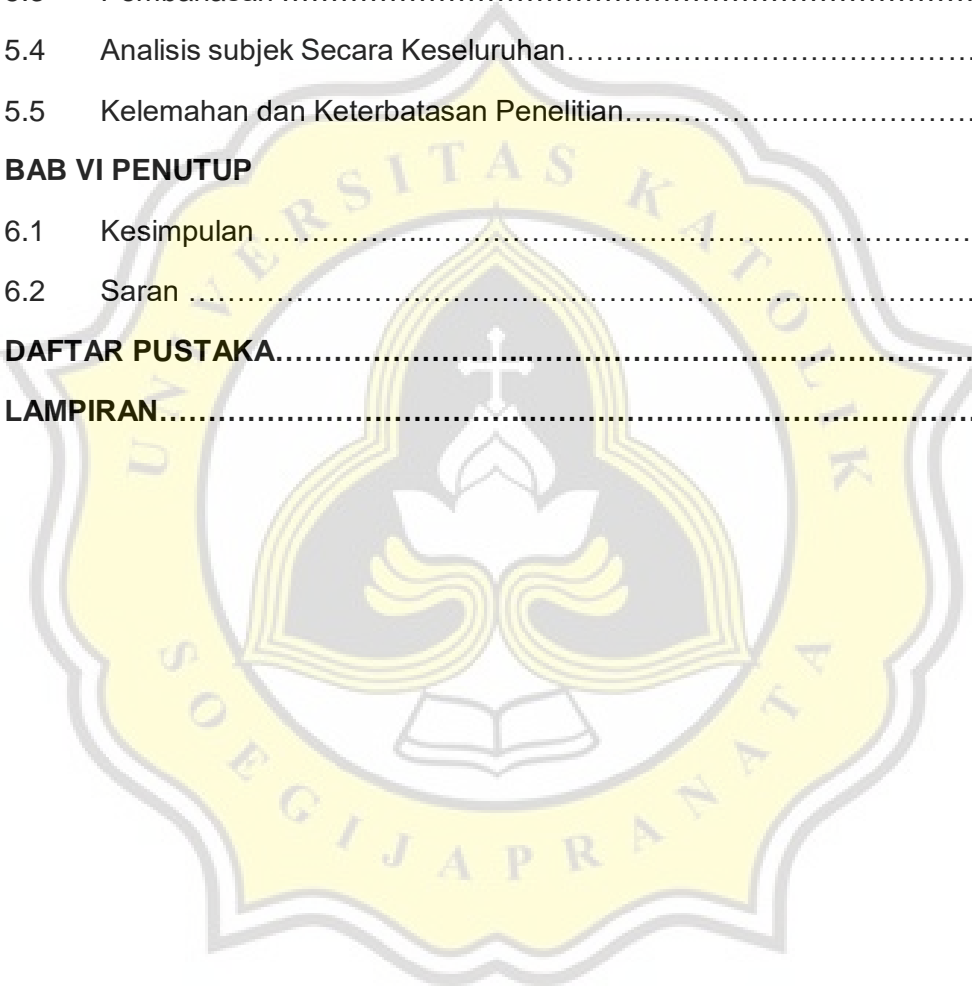 5.4 Analisis subjek Secara Keseluruhan……………………………………
5.5 Kelemahan dan Keterbatasan Penelitian………………………………
BAB VI PENUTUP
6.1 Kesimpulan ……………...……………………………………………………
6.2 Saran …………………………………………………………..………………
DAFTAR PUSTAKA……………………...……………………………………………
LAMPIRAN…………………………………………………………………………………
UNIVERSITAS KATOLIK
SOEGIJAPRANATA